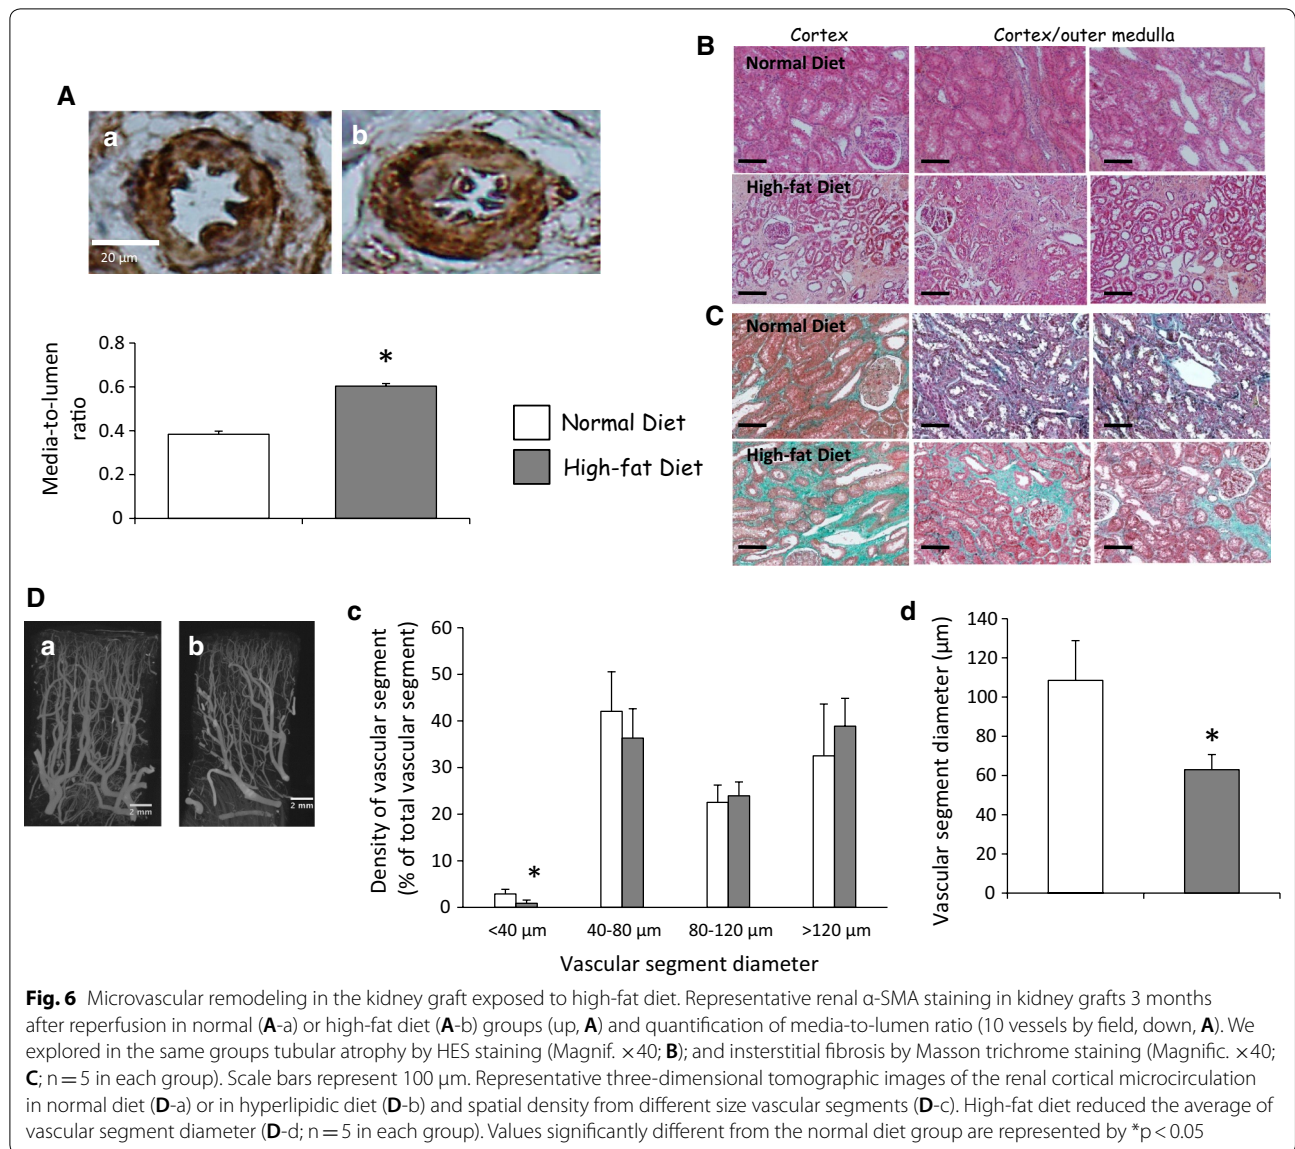 A
a
b
20 µm
Media-to-lumen
ratio
0.8
0.6
0.4
0.2
0
*
Normal Diet
High-fat Diet
B
Cortex
Cortex/outer medulla
Normal Diet
High-fat Diet
C
Normal Diet
High-fat Diet
D
a
2 mm
b
2 mm
c
Density of vascular segment
(% of total vascular segment)
60
50
40
30
20
10
0
*
<40 µm
40-80 µm
80-120 µm
>120 µm
Vascular segment diameter
d
Vascular segment diameter (µm)
140
120
100
80
60
40
20
0
*
Fig. 6 Microvascular remodeling in the kidney graft exposed to high-fat diet. Representative renal α-SMA staining in kidney grafts 3 months
after reperfusion in normal (A-a) or high-fat diet (A-b) groups (up, A) and quantification of media-to-lumen ratio (10 vessels by field, down, A). We
explored in the same groups tubular atrophy by HES staining (Magnif. ×40; B); and insterstitial fibrosis by Masson trichrome staining (Magnific. ×40;
C; n = 5 in each group). Scale bars represent 100 µm. Representative three-dimensional tomographic images of the renal cortical microcirculation
in normal diet (D-a) or in hyperlipidic diet (D-b) and spatial density from different size vascular segments (D-c). High-fat diet reduced the average of
vascular segment diameter (D-d; n = 5 in each group). Values significantly different from the normal diet group are represented by *p < 0.05